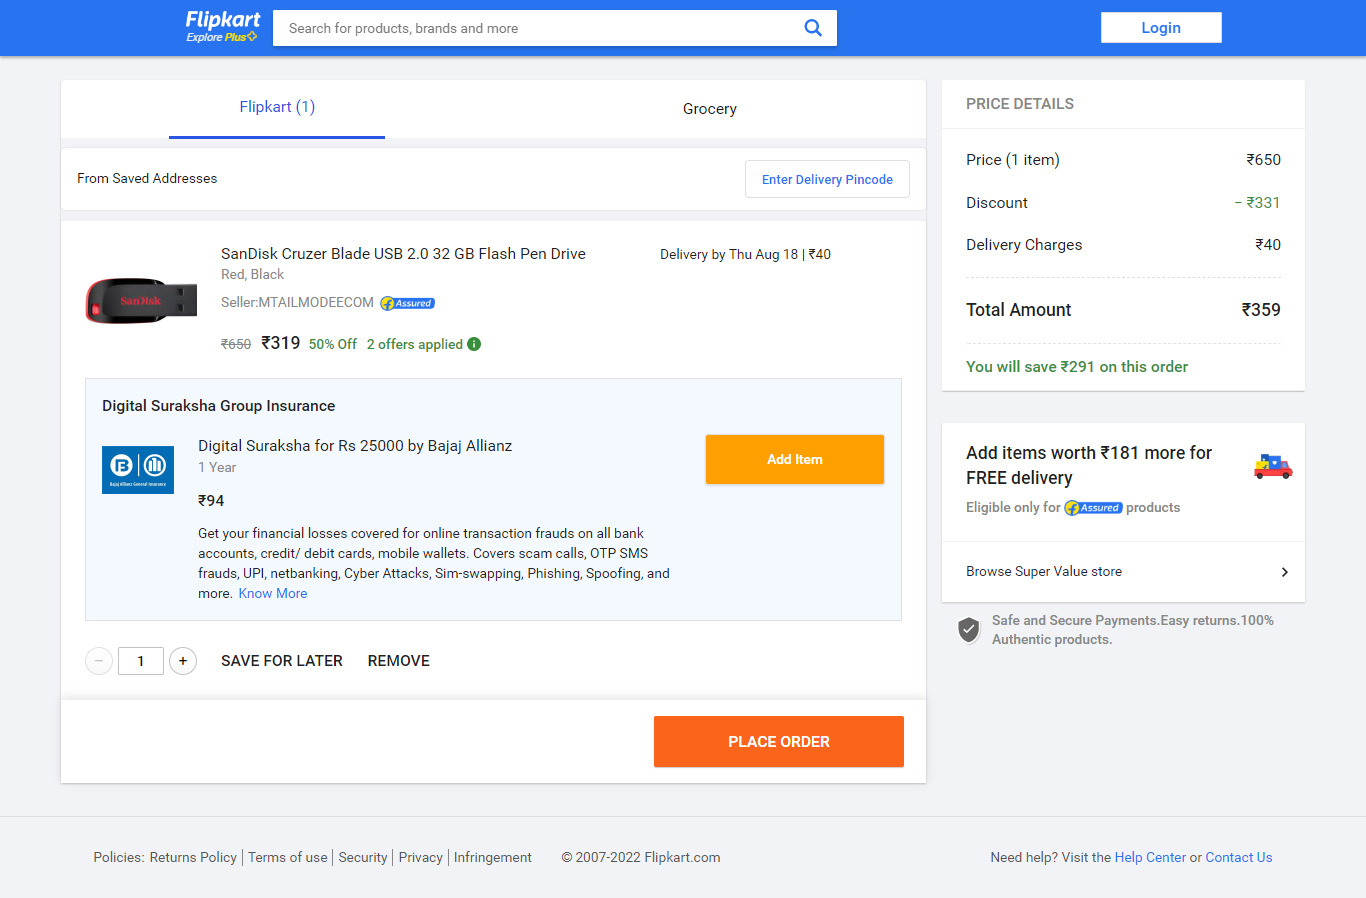 Flipkart
Explore Plus
Search for products, brands and more
Login
Flipkart (1)
Grocery
From Saved Addresses
Enter Delivery Pincode
SanDisk
SanDisk Cruzer Blade USB 2.0 32 GB Flash Pen Drive
Delivery by Thu Aug 18 | ₹40
Red, Black
Seller:MTAILMODEECOM
Assured
₹650 ₹319 50% Off 2 offers applied
Digital Suraksha Group Insurance
Bajaj Allianz General Insurance
Digital Suraksha for Rs 25000 by Bajaj Allianz
1 Year
₹94
Add Item
Get your financial losses covered for online transaction frauds on all bank
accounts, credit/ debit cards, mobile wallets. Covers scam calls, OTP SMS
frauds, UPI, netbanking, Cyber Attacks, Sim-swapping, Phishing, Spoofing, and
more. Know More
− 1 +
SAVE FOR LATER
REMOVE
PLACE ORDER
PRICE DETAILS
Price (1 item) ₹650
Discount − ₹331
Delivery Charges ₹40
Total Amount ₹359
You will save ₹291 on this order
Add items worth ₹181 more for
FREE delivery
Eligible only for Assured products
Browse Super Value store
Safe and Secure Payments.Easy returns.100%
Authentic products.
Policies: Returns Policy | Terms of use | Security | Privacy | Infringement
© 2007-2022 Flipkart.com
Need help? Visit the Help Center or Contact Us